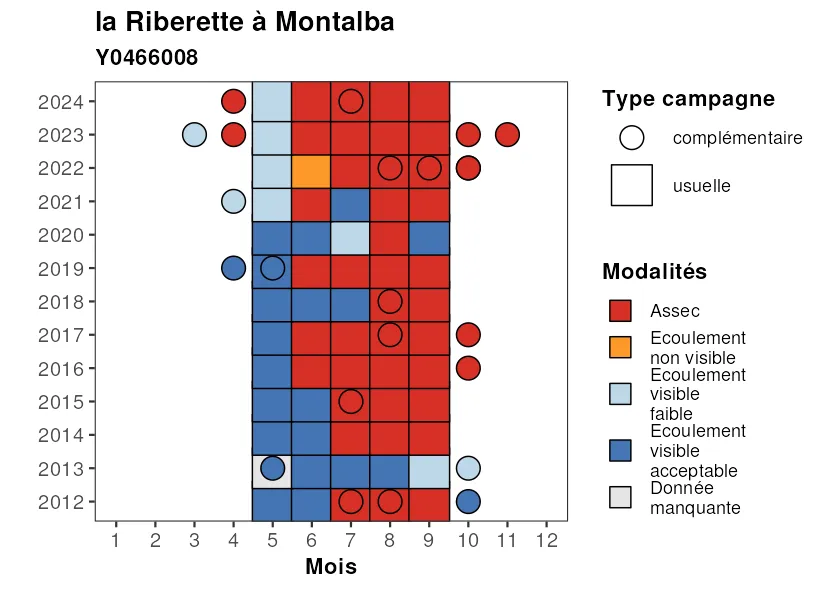 la Riberette à Montalba
Y0466008
2024
2023
2022
2021
2020
2019
2018
2017
2016
2015
2014
2013
2012
1 2 3 4 5 6 7 8 9 10 11 12
Mois
Type campagne
complémentaire
usuelle
Modalités
Assec
Ecoulement
non visible
Ecoulement
visible
faible
Ecoulement
visible
acceptable
Donnée
manquante